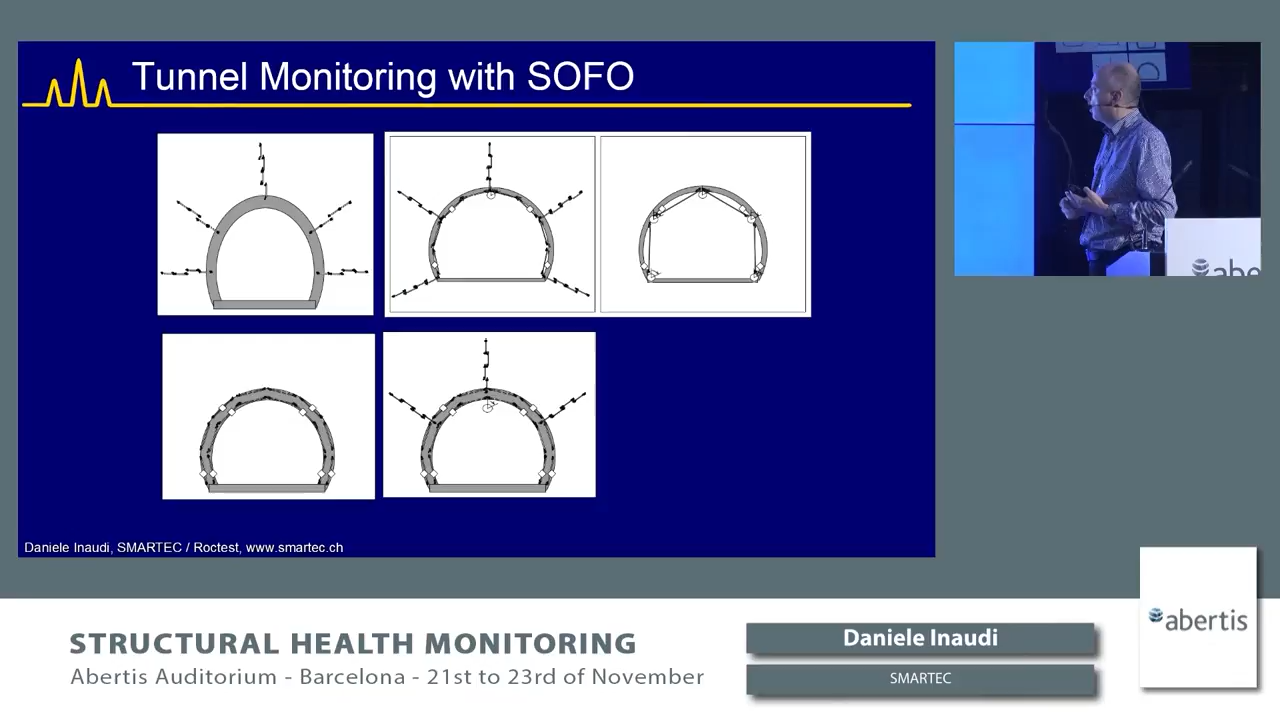 Tunnel Monitoring with SOFO
Daniele Inaudi, SMARTEC / Roctest, www.smartec.ch
abe
abertis
STRUCTURAL HEALTH MONITORING
Abertis Auditorium - Barcelona - 21st to 23rd of November
Daniele Inaudi
SMARTEC